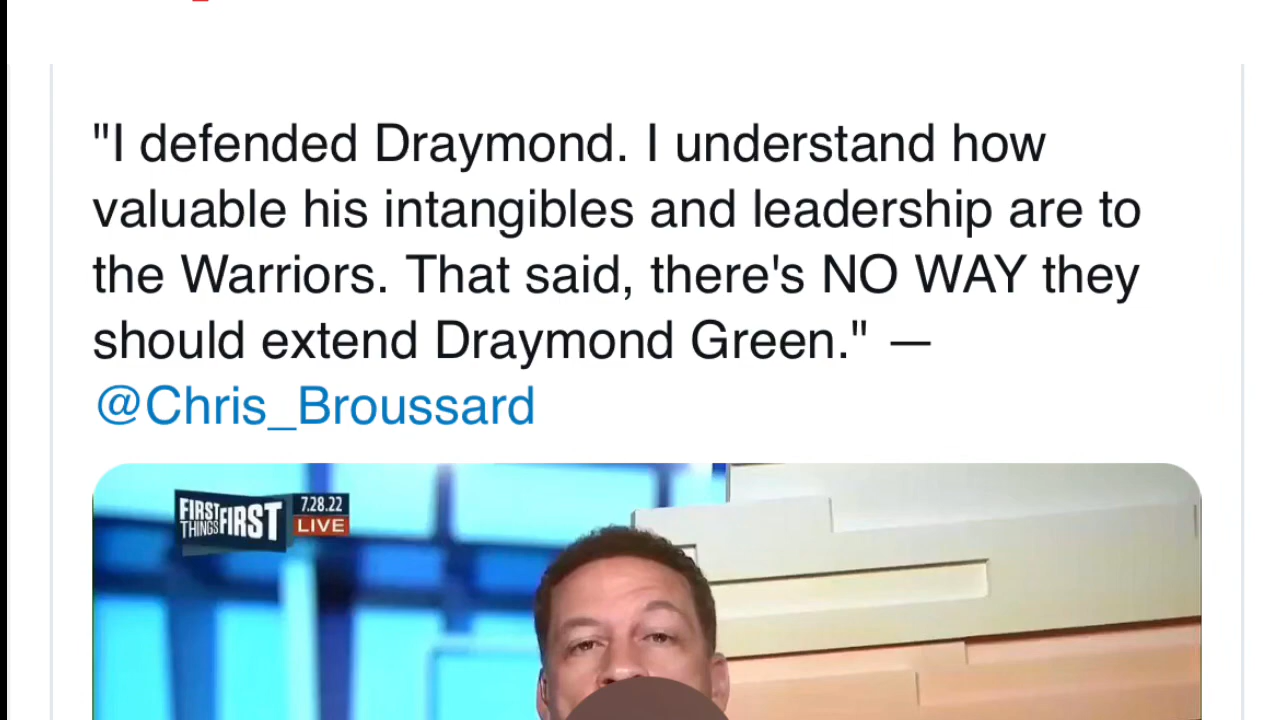 "I defended Draymond. I understand how
valuable his intangibles and leadership are to
the Warriors. That said, there's NO WAY they
should extend Draymond Green." —
@Chris_Broussard
FIRST THINGS FIRST
7.28.22
LIVE